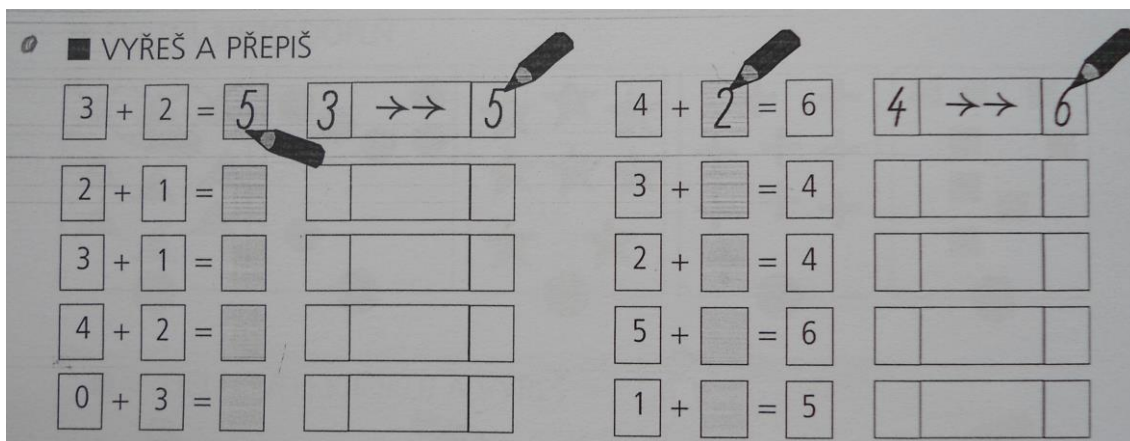 VYŘEŠ A PŘEPIŠ
3 + 2 = 5 3 →→ 5 4 + 2 = 6 4 →→ 6
2 + 1 = 3 + = 4
3 + 1 = 2 + = 4
4 + 2 = 5 + = 6
0 + 3 = 1 + = 5